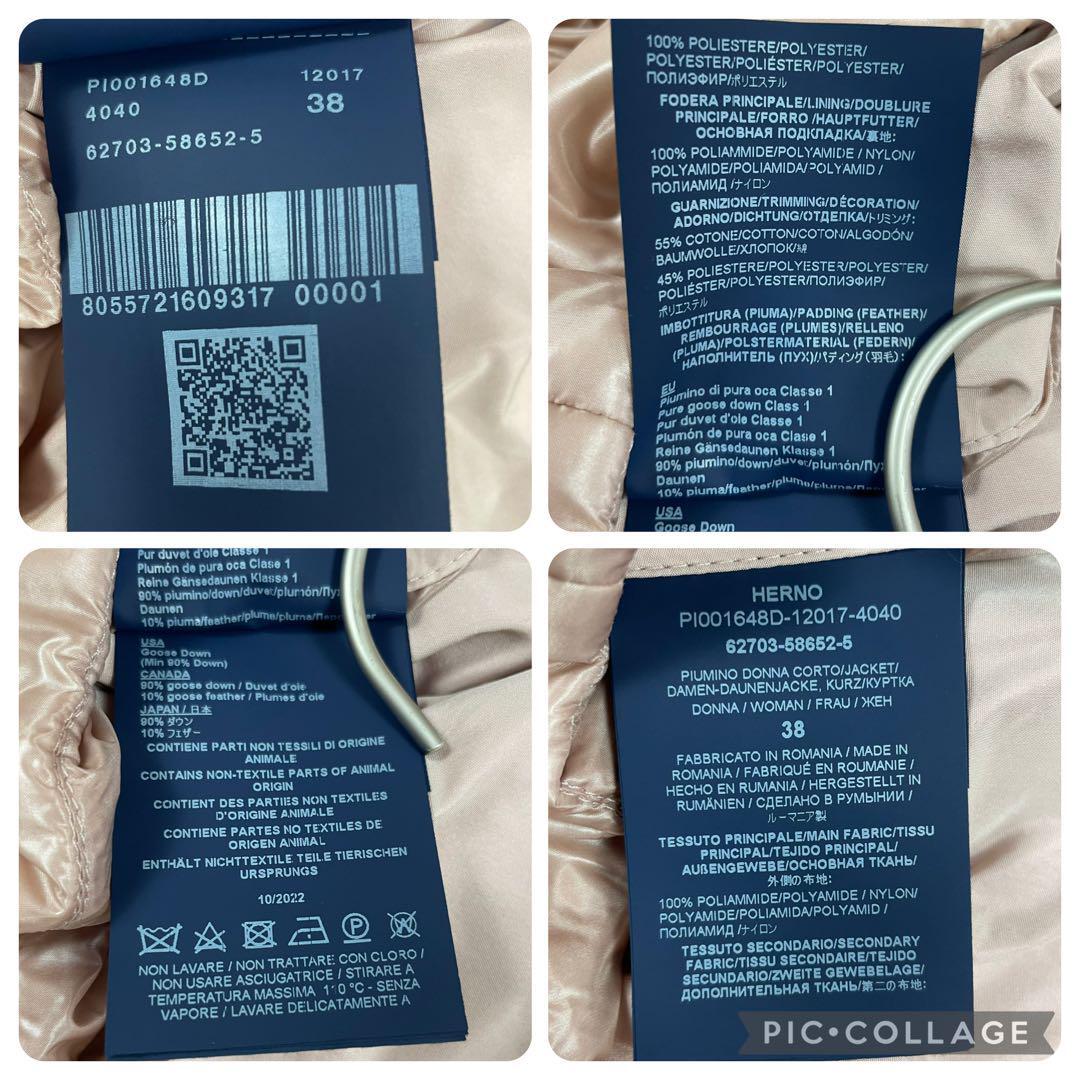 PI001648D 12017
4040 38
62703-58652-5
8055721609317 00001
100% POLIESTERE/POLYESTER/
POLYESTER/POLIÉSTER/POLYESTER/
ПОЛИЭФИР/ポリエステル
FODERA PRINCIPALE/LINING/DOUBLURE
PRINCIPALE/FORRO /HAUPTFUTTER/
ОСНОВНАЯ ПОДКЛАДКА/裏地:
100% POLIAMMIDE/POLYAMIDE / NYLON/
POLYAMIDE/POLIAMIDA/POLYAMID /
ПОЛИАМИД /ナイロン
GUARNIZIONE/TRIMMING/DÉCORATION/
ADORNO/DICHTUNG/ОТДЕЛКА/トリミング:
55% COTONE/COTTON/COTON/ALGODÓN/
BAUMWOLLE/ХЛОПОК/綿
45% POLIESTERE/POLYESTER/POLYESTER/
POLIÉSTER/POLYESTER/ПОЛИЭФИР/
ポリエステル
IMBOTTITURA (PIUMA)/PADDING (FEATHER)/
REMBOURRAGE (PLUMES)/RELLENO
(PLUMA)/POLSTERMATERIAL (FEDERN)/
НАПОЛНИТЕЛЬ (ПУХ)/パディング (羽毛):
EU
Piumino di pura oca Classe 1
Pure goose down Class 1
Pur duvet d'oie Classe 1
Plumón de pura oca Classe 1
Reine Gänsedaunen Klasse 1
90% piumino/down/duvet/plumón/Пух
Daunen
10% piuma/feather/plume/pluma/
USA
Goose Down
Pur duvet d'oie Classe 1
Plumón de pura oca Classe 1
Reine Gänsedaunen Klasse 1
90% piumino/down/duvet/plumón/Пух
Daunen
10% piuma/feather/plume/pluma/
USA
Goose Down
(Min 90% Down)
CANADA
90% goose down / Duvet d'oie
10% goose feather / Plumes d'oie
JAPAN / 日本
90% ダウン
10% フェザー
CONTIENE PARTI NON TESSILI DI ORIGINE
ANIMALE
CONTAINS NON-TEXTILE PARTS OF ANIMAL
ORIGIN
CONTIENT DES PARTIES NON TEXTILES
D'ORIGINE ANIMALE
CONTIENE PARTES NO TEXTILES DE
ORIGEN ANIMAL
ENTHÄLT NICHTTEXTILE TEILE TIERISCHEN
URSPRUNGS
10/2022
NON LAVARE / NON TRATTARE CON CLORO /
NON USARE ASCIUGATRICE / STIRARE A
TEMPERATURA MASSIMA 110 °C - SENZA
VAPORE / LAVARE DELICATAMENTE A
HERNO
PI001648D-12017-4040
62703-58652-5
PIUMINO DONNA CORTO/JACKET/
DAMEN-DAUNENJACKE, KURZ/КУРТКА
DONNA / WOMAN / FRAU / ЖЕН
38
FABBRICATO IN ROMANIA / MADE IN
ROMANIA / FABRIQUÉ EN ROUMANIE /
HECHO EN RUMANIA / HERGESTELLT IN
RUMÄNIEN / СДЕЛАНО В РУМЫНИИ /
ルーマニア製
TESSUTO PRINCIPALE/MAIN FABRIC/TISSU
PRINCIPAL/TEJIDO PRINCIPAL/
AUßENGEWEBE/ОСНОВНАЯ ТКАНЬ/
外側の布地:
100% POLIAMMIDE/POLYAMIDE / NYLON/
POLYAMIDE/POLIAMIDA/POLYAMID /
ПОЛИАМИД /ナイロン
TESSUTO SECONDARIO/SECONDARY
FABRIC/TISSU SECONDAIRE/TEJIDO
SECUNDARIO/ZWEITE GEWEBELAGE/
ДОПОЛНИТЕЛЬНАЯ ТКАНЬ/第二の布地:
PIC•COLLAGE